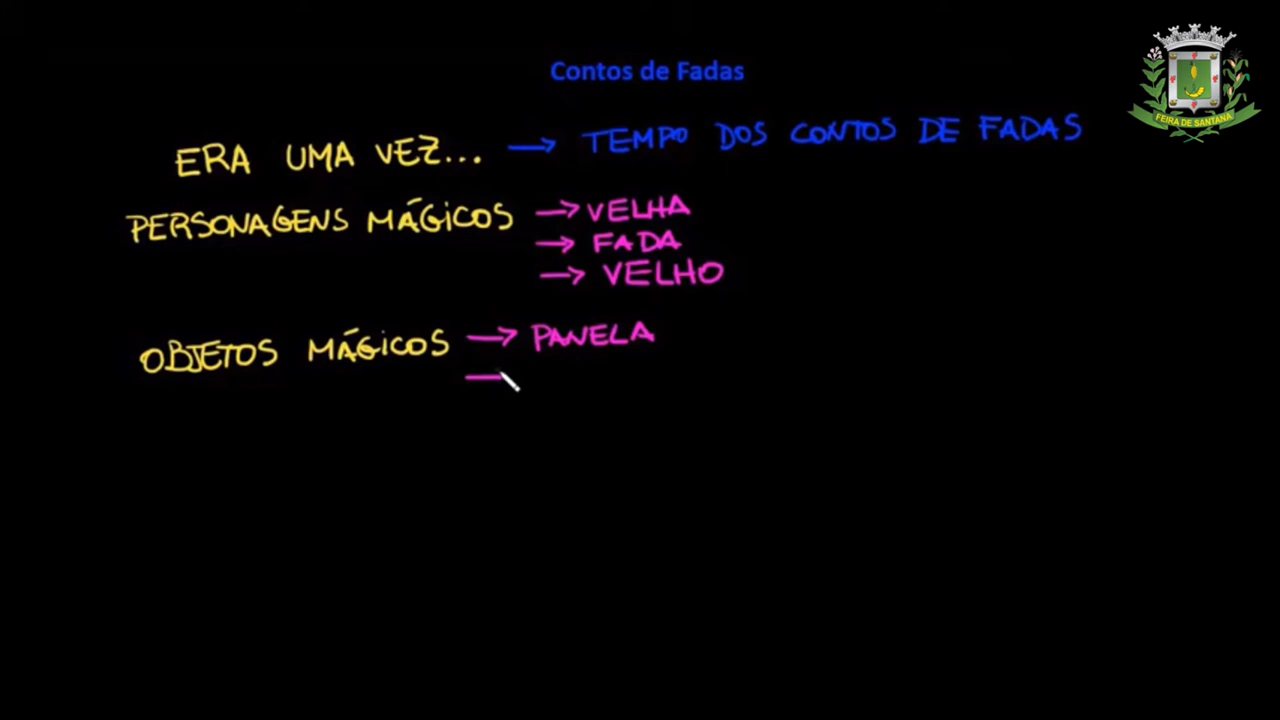 Contos de Fadas
FEIRA DE SANTANA
ERA UMA VEZ... → TEMPO DOS CONTOS DE FADAS
PERSONAGENS MÁGICOS → VELHA
→ FADA
→ VELHO
OBJETOS MÁGICOS → PANELA